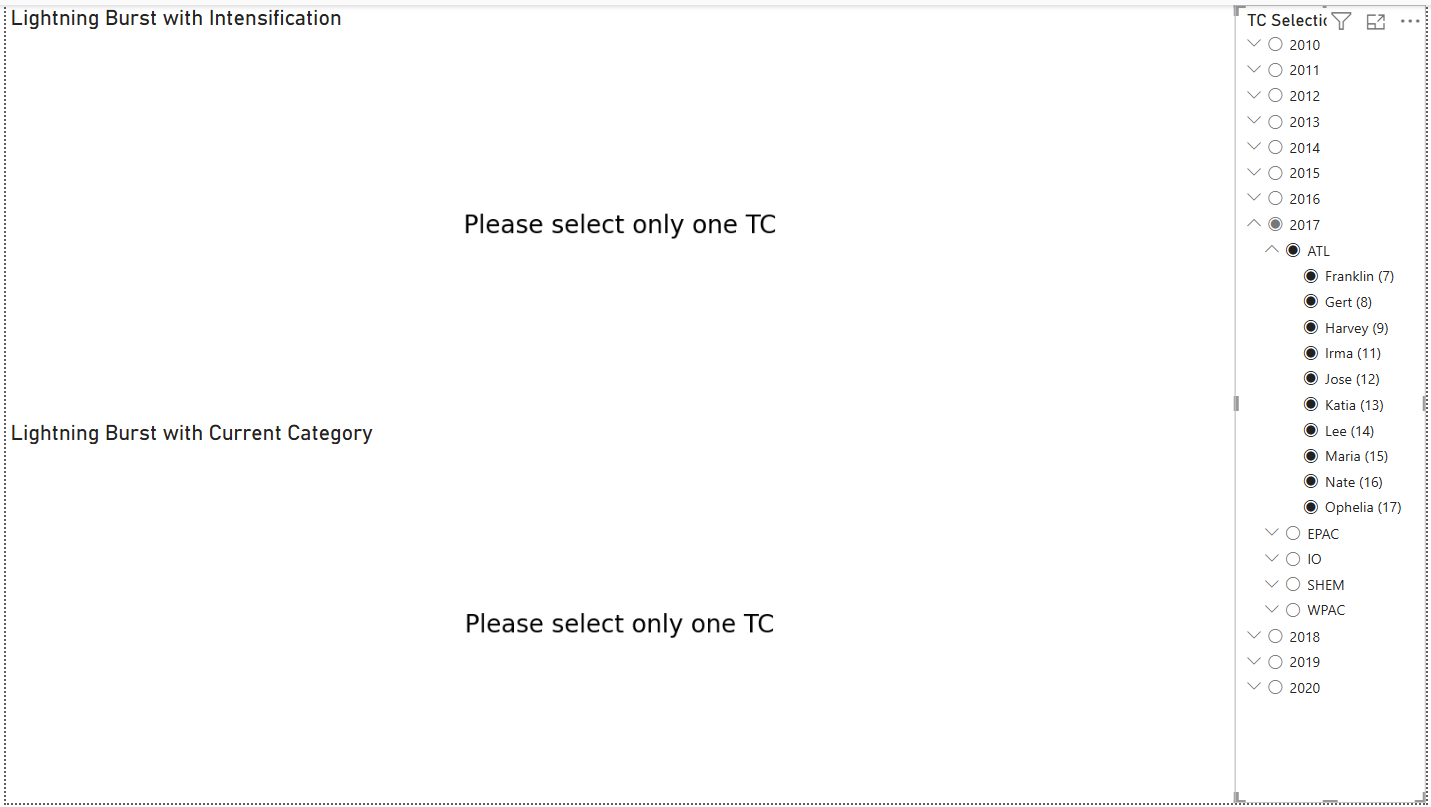 Lightning Burst with Intensification
Please select only one TC
Lightning Burst with Current Category
Please select only one TC
TC Selectic
2010
2011
2012
2013
2014
2015
2016
2017
ATL
Franklin (7)
Gert (8)
Harvey (9)
Irma (11)
Jose (12)
Katia (13)
Lee (14)
Maria (15)
Nate (16)
Ophelia (17)
EPAC
IO
SHEM
WPAC
2018
2019
2020